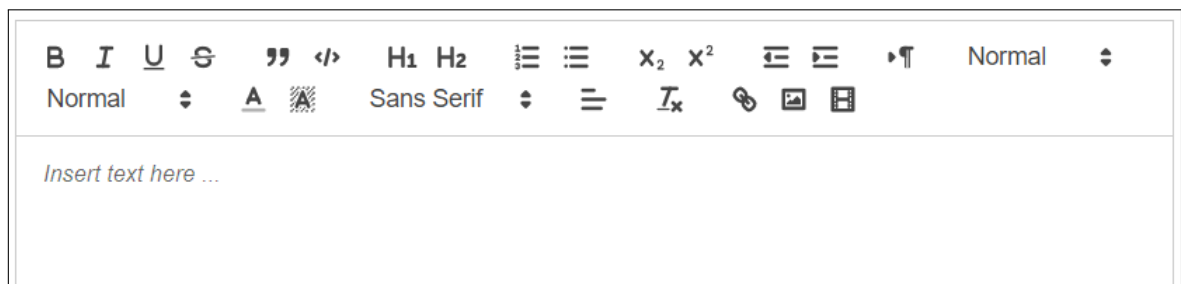 B I U S ” </> H1 H2 X₂ X² ¶ Normal
Normal A A Sans Serif Tx
Insert text here ...